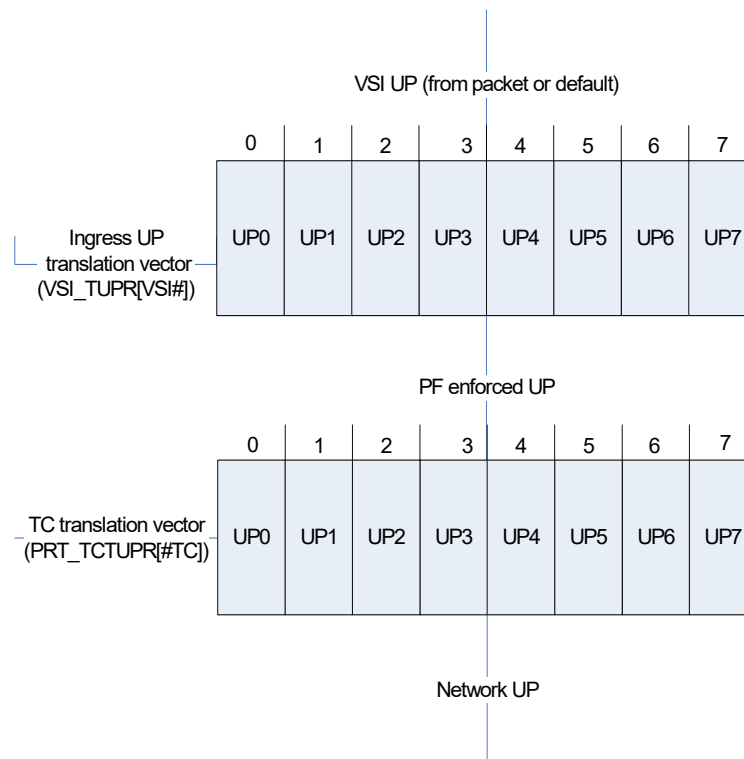 VSI UP (from packet or default)
0 1 2 3 4 5 6 7
Ingress UP
translation vector
(VSI_TUPR[VSI#])
UP0 UP1 UP2 UP3 UP4 UP5 UP6 UP7
PF enforced UP
0 1 2 3 4 5 6 7
TC translation vector
(PRT_TCTUPR[#TC])
UP0 UP1 UP2 UP3 UP4 UP5 UP6 UP7
Network UP